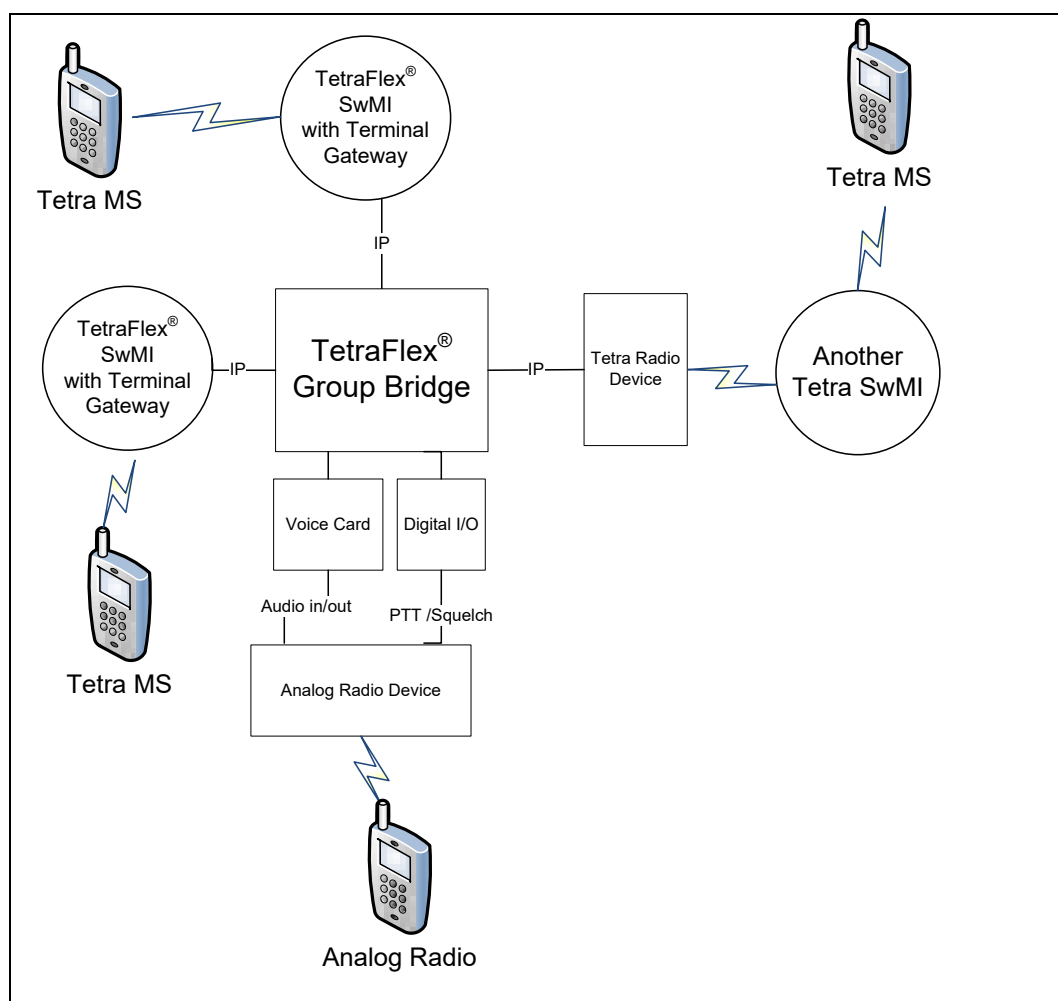 TetraFlex®
SwMI
with Terminal
Gateway
Tetra MS
Tetra MS
IP
TetraFlex®
SwMI
with Terminal
Gateway
IP
TetraFlex®
Group Bridge
IP
Tetra Radio
Device
Another
Tetra SwMI
Voice Card
Digital I/O
Audio in/out
PTT /Squelch
Tetra MS
Analog Radio Device
Analog Radio